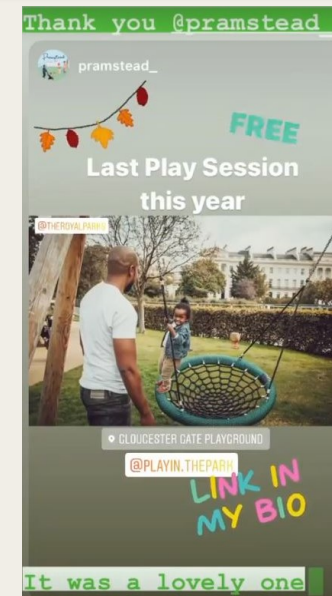 Thank you @pramstead_
pramstead_
FREE
Last Play Session
this year
@THEROYALPARKS
GLOUCESTER GATE PLAYGROUND
@PLAYIN.THEPARK
LINK IN
MY BIO
It was a lovely one